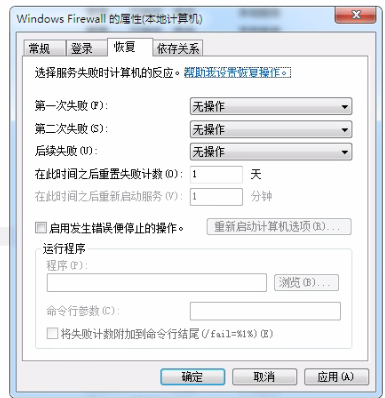 Windows Firewall 的属性(本地计算机)
常规 登录 恢复 依存关系
选择服务失败时计算机的反应。帮助我设置恢复操作。
第一次失败(F): 无操作
第二次失败(S): 无操作
后续失败(U): 无操作
在此时间之后重置失败计数(O): 1 天
在此时间之后重新启动服务(V): 1 分钟
启用发生错误便停止的操作。 重新启动计算机选项(R)...
运行程序
程序(P):
浏览(B)...
命令行参数(C):
将失败计数附加到命令行结尾(/fail=%1%)(E)
确定 取消 应用(A)